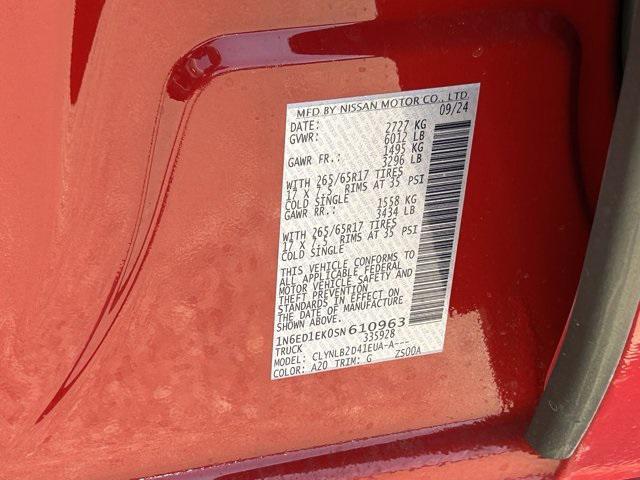 MFD BY NISSAN MOTOR CO., LTD.
DATE: 09/24
GVWR: 2727 KG
6012 LB
GAWR FR.: 1495 KG
3296 LB
WITH 265/65R17 TIRES
17 X 7.5 RIMS AT 35 PSI
COLD SINGLE
GAWR RR.: 1558 KG
3434 LB
WITH 265/65R17 TIRES
17 X 7.5 RIMS AT 35 PSI
COLD SINGLE
THIS VEHICLE CONFORMS TO
ALL APPLICABLE FEDERAL
MOTOR VEHICLE SAFETY AND
THEFT PREVENTION
STANDARDS IN EFFECT ON
THE DATE OF MANUFACTURE
SHOWN ABOVE.
1N6ED1EK0SN610963
TRUCK 335928
MODEL: CLYNLB2D41EUA-A---
COLOR: A20 TRIM: G ZS00A